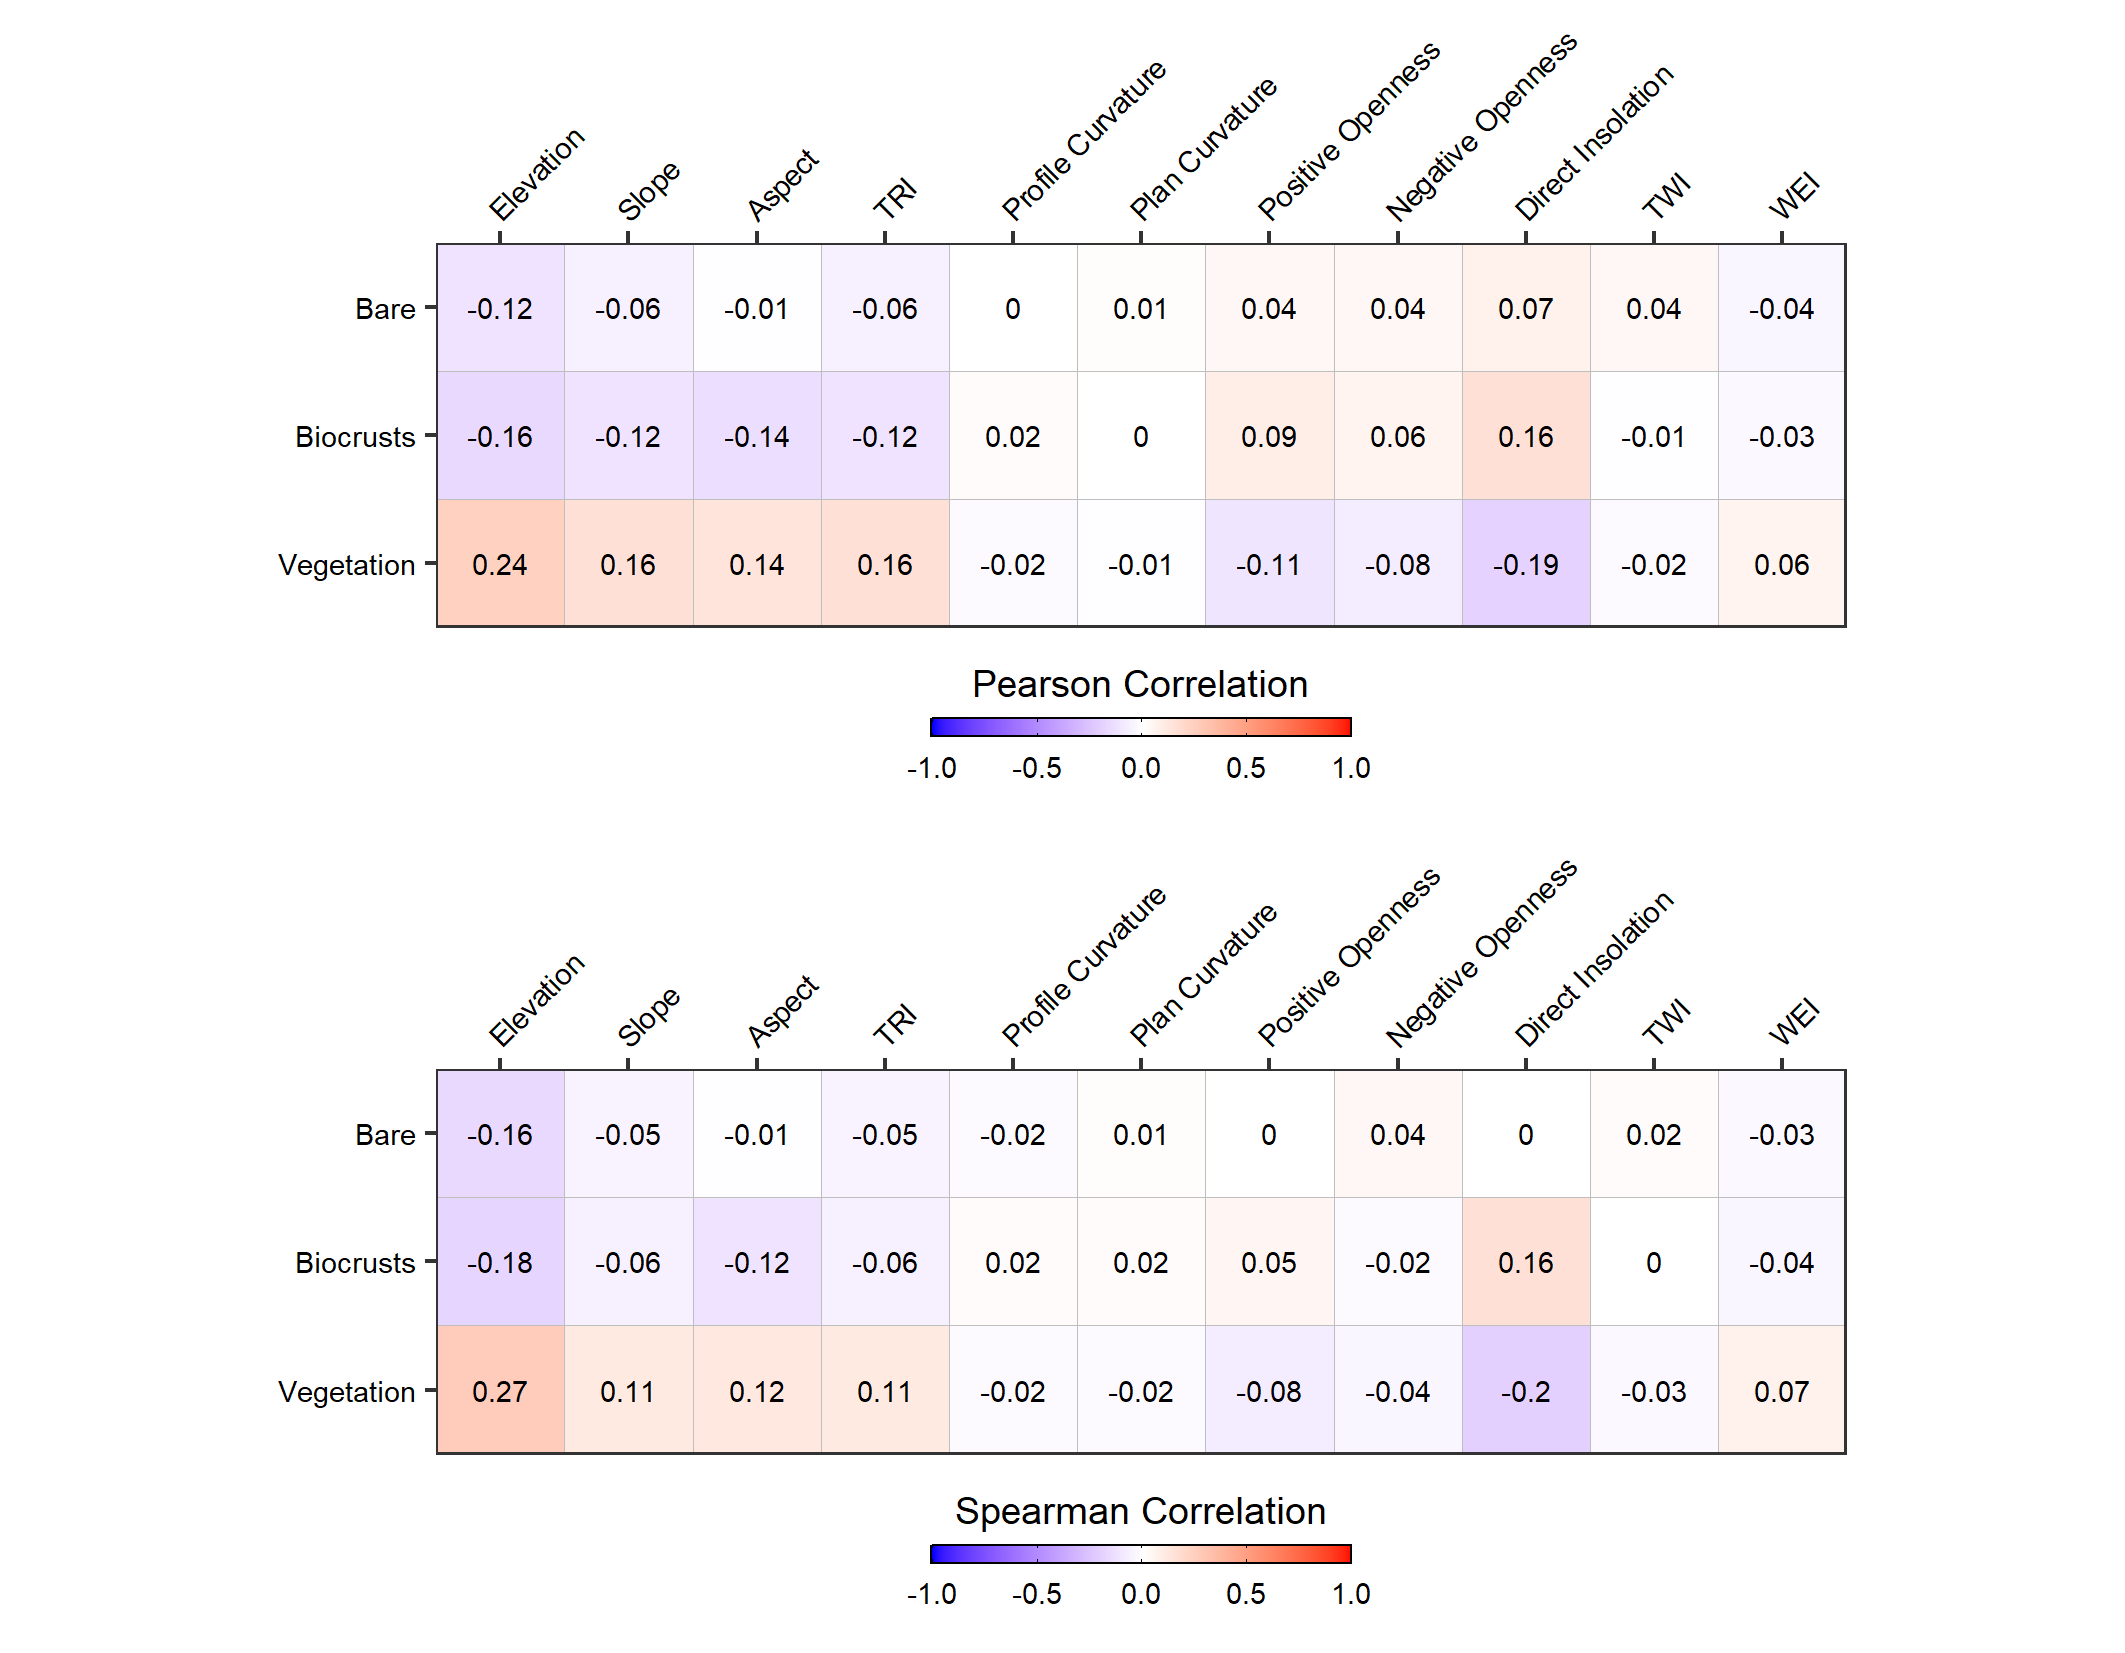 Elevation Slope Aspect TRI Profile Curvature Plan Curvature Positive Openness Negative Openness Direct Insolation TWI WEI
Bare -0.12 -0.06 -0.01 -0.06 0 0.01 0.04 0.04 0.07 0.04 -0.04
Biocrusts -0.16 -0.12 -0.14 -0.12 0.02 0 0.09 0.06 0.16 -0.01 -0.03
Vegetation 0.24 0.16 0.14 0.16 -0.02 -0.01 -0.11 -0.08 -0.19 -0.02 0.06
Pearson Correlation
-1.0 -0.5 0.0 0.5 1.0
Elevation Slope Aspect TRI Profile Curvature Plan Curvature Positive Openness Negative Openness Direct Insolation TWI WEI
Bare -0.16 -0.05 -0.01 -0.05 -0.02 0.01 0 0.04 0 0.02 -0.03
Biocrusts -0.18 -0.06 -0.12 -0.06 0.02 0.02 0.05 -0.02 0.16 0 -0.04
Vegetation 0.27 0.11 0.12 0.11 -0.02 -0.02 -0.08 -0.04 -0.2 -0.03 0.07
Spearman Correlation
-1.0 -0.5 0.0 0.5 1.0